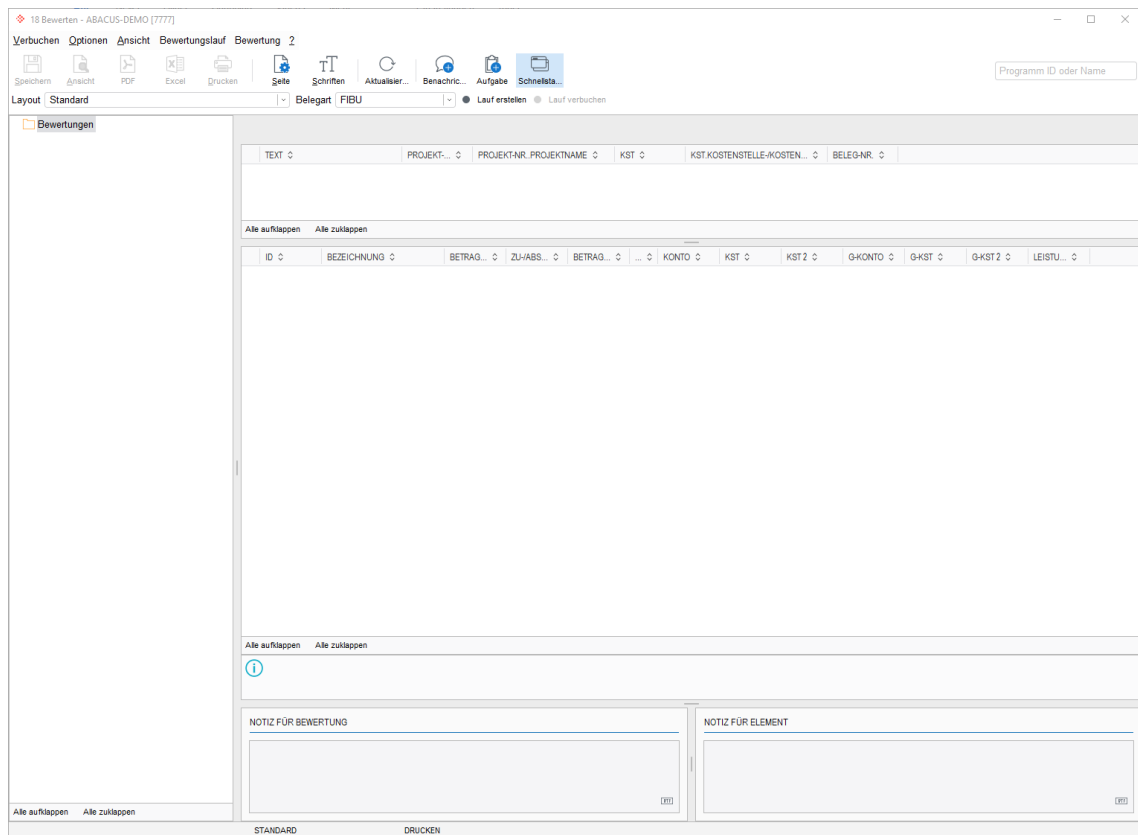 18 Bewerten - ABACUS-DEMO [7777]
Verbuchen Optionen Ansicht Bewertungslauf Bewertung ?
Speichern Ansicht PDF Excel Drucken Seite Schriften Aktualisier... Benachric... Aufgabe Schnellsta... Programm ID oder Name
Layout Standard Belegart FIBU Lauf erstellen Lauf verbuchen
Bewertungen
TEXT PROJEKT-... PROJEKT-NR..PROJEKTNAME KST KST.KOSTENSTELLE-/KOSTEN... BELEG-NR.
Alle aufklappen Alle zuklappen
ID BEZEICHNUNG BETRAG... ZU-/ABS... BETRAG... ... KONTO KST KST 2 G-KONTO G-KST G-KST 2 LEISTU...
Alle aufklappen Alle zuklappen
NOTIZ FÜR BEWERTUNG NOTIZ FÜR ELEMENT
Alle aufklappen Alle zuklappen
STANDARD DRUCKEN